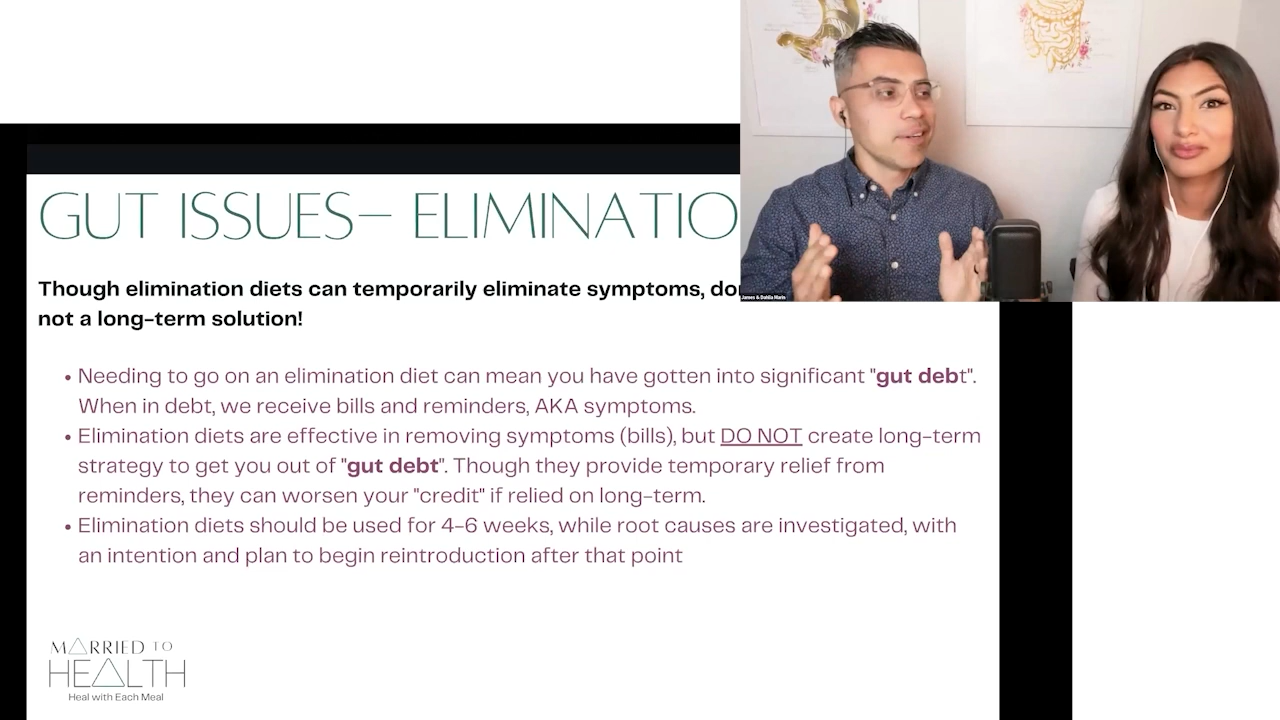 GUT ISSUES— ELIMINATIO
Though elimination diets can temporarily eliminate symptoms,
not a long-term solution!
• Needing to go on an elimination diet can mean you have gotten into significant "gut debt".
When in debt, we receive bills and reminders, AKA symptoms.
• Elimination diets are effective in removing symptoms (bills), but DO NOT create long-term
strategy to get you out of "gut debt". Though they provide temporary relief from
reminders, they can worsen your "credit" if relied on long-term.
• Elimination diets should be used for 4-6 weeks, while root causes are investigated, with
an intention and plan to begin reintroduction after that point
MARRIED TO
HEALTH
Heal with Each Meal
James & Dahlia Marin